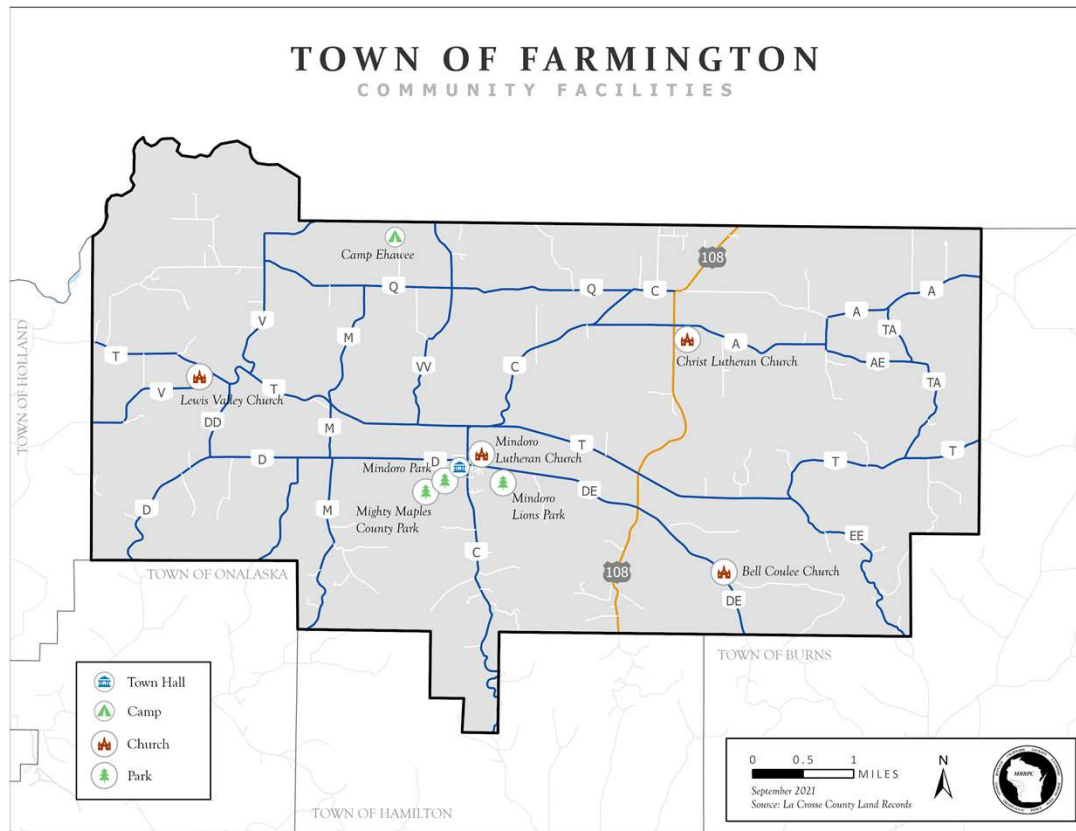 TOWN OF FARMINGTON
COMMUNITY FACILITIES
108
Camp Ehawee
Q
Q
C
A
A
TA
V
M
C
VV
A
Christ Lutheran Church
AE
TA
T
V
Lewis Valley Church
T
DD
M
T
T
T
D
D
Mindoro Park
Mindoro
Lutheran Church
Mighty Maples
County Park
Mindoro
Lions Park
DE
D
M
C
EE
108
Bell Coulee Church
DE
TOWN OF HOLLAND
TOWN OF ONALASKA
TOWN OF BURNS
TOWN OF HAMILTON
Town Hall
Camp
Church
Park
0 0.5 1
MILES
September 2021
Source: La Crosse County Land Records
N
MRRPC